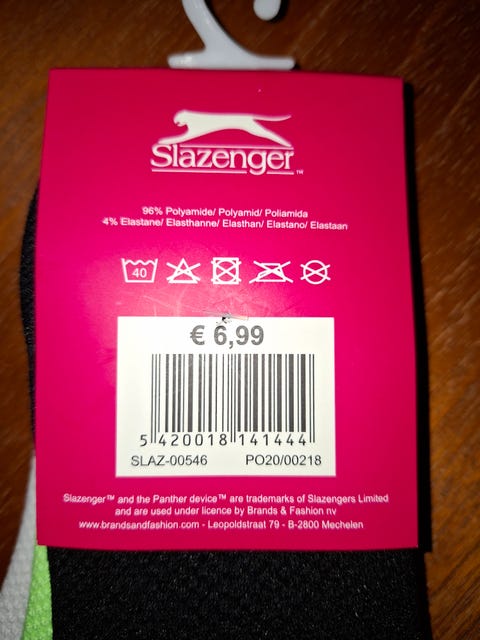 Slazenger™
96% Polyamide/ Polyamid/ Poliamida
4% Elastane/ Elasthanne/ Elasthan/ Elastano/ Elastaan
40
€ 6,99
5 420018 141444
SLAZ-00546 PO20/00218
Slazenger™ and the Panther device™ are trademarks of Slazengers Limited
and are used under licence by Brands & Fashion nv
www.brandsandfashion.com - Leopoldstraat 79 - B-2800 Mechelen